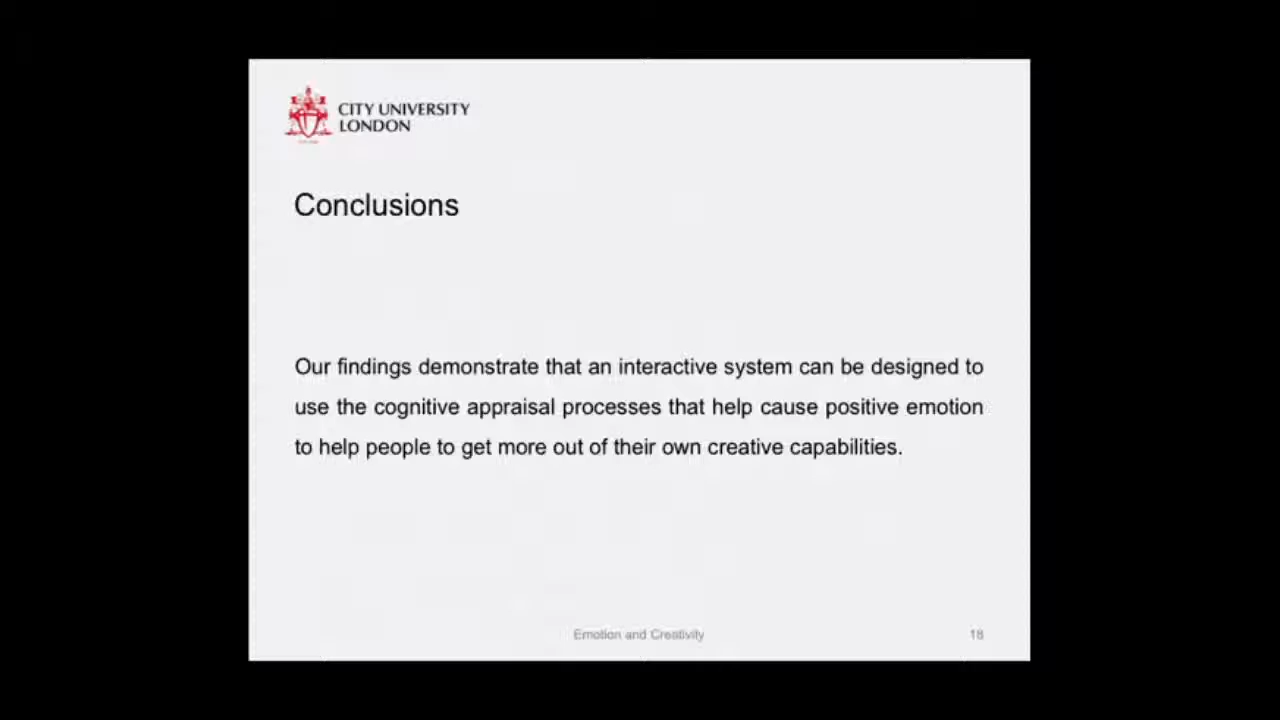 CITY UNIVERSITY
LONDON
Conclusions
Our findings demonstrate that an interactive system can be designed to
use the cognitive appraisal processes that help cause positive emotion
to help people to get more out of their own creative capabilities.
Emotion and Creativity
18